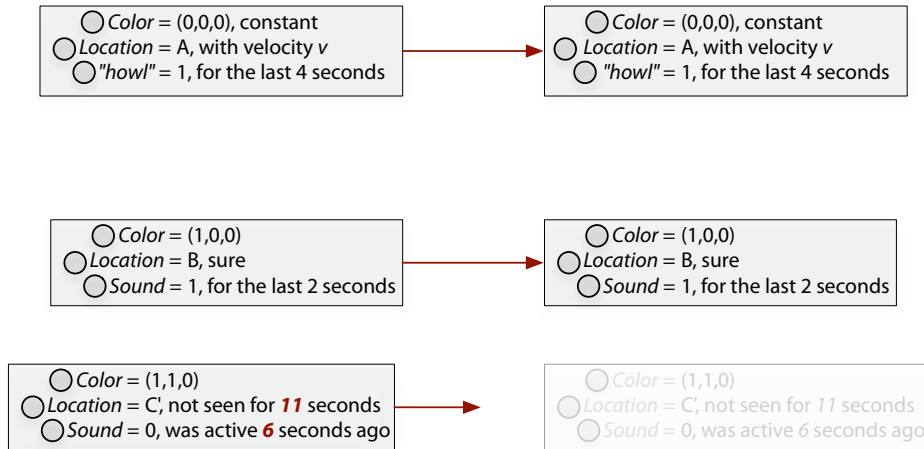 Color = (0,0,0), constant
Location = A, with velocity v
"howl" = 1, for the last 4 seconds
Color = (0,0,0), constant
Location = A, with velocity v
"howl" = 1, for the last 4 seconds
Color = (1,0,0)
Location = B, sure
Sound = 1, for the last 2 seconds
Color = (1,0,0)
Location = B, sure
Sound = 1, for the last 2 seconds
Color = (1,1,0)
Location = C', not seen for 11 seconds
Sound = 0, was active 6 seconds ago
Color = (1,1,0)
Location = C', not seen for 11 seconds
Sound = 0, was active 6 seconds ago